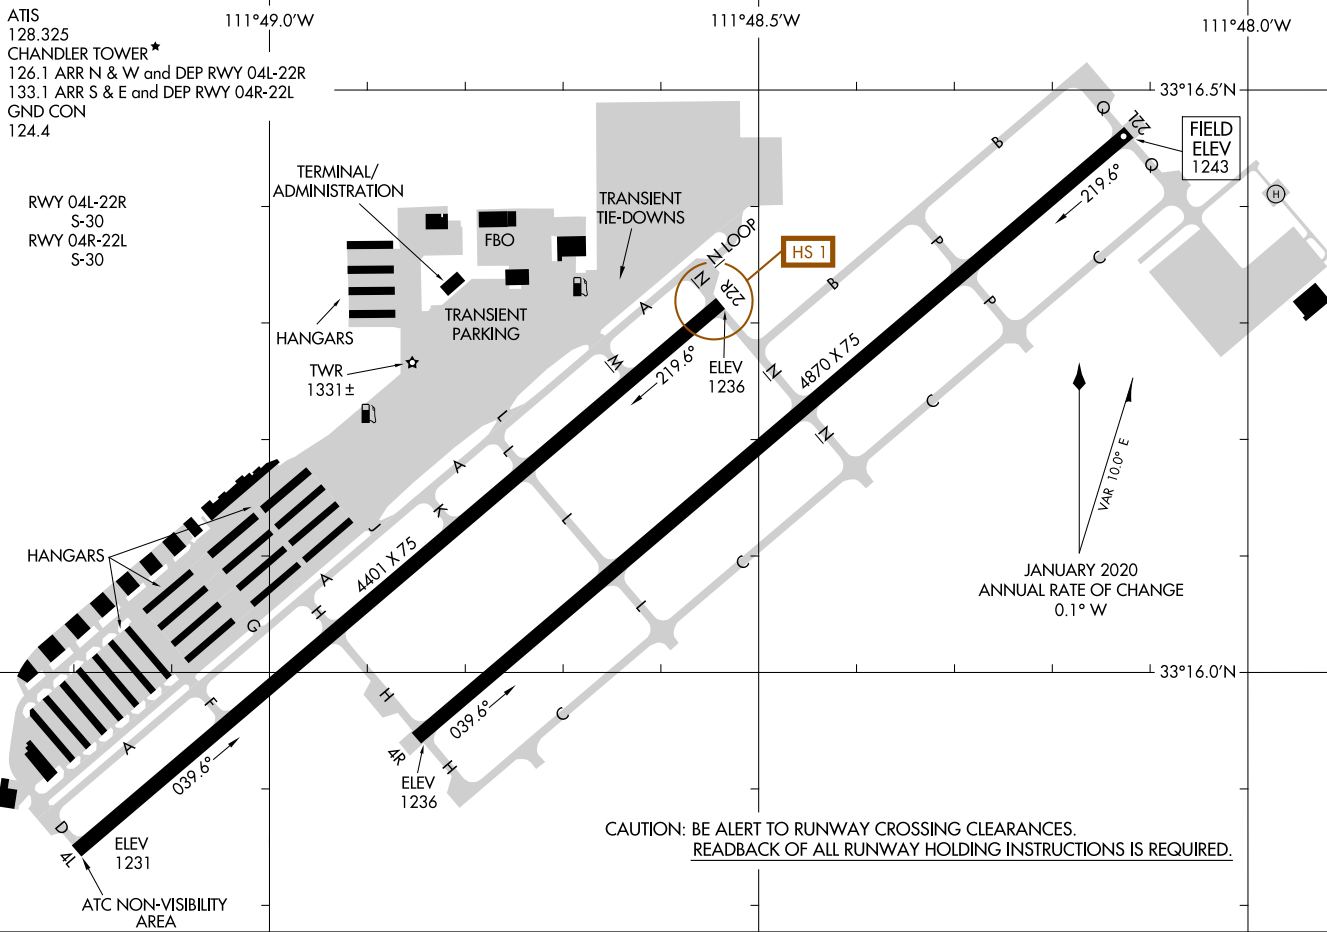 ATIS
128.325
CHANDLER TOWER★
126.1 ARR N & W and DEP RWY 04L-22R
133.1 ARR S & E and DEP RWY 04R-22L
GND CON
124.4
111°49.0'W
111°48.5'W
111°48.0'W
33°16.5'N
RWY 04L-22R
S-30
RWY 04R-22L
S-30
TERMINAL/
ADMINISTRATION
FBO
TRANSIENT
TIE-DOWNS
N LOOP
HS 1
FIELD
ELEV
1243
H
Q
22L
Q
B
219.6°
P
C
HANGARS
TRANSIENT
PARKING
N
22R
A
B
P
TWR
1331±
M
219.6°
ELEV
1236
4870 X 75
N
C
L
L
N
A
K
VAR 10.0° E
HANGARS
J
L
4401 X 75
A
C
JANUARY 2020
ANNUAL RATE OF CHANGE
0.1° W
G
H
L
33°16.0'N
F
H
039.6°
C
A
039.6°
4R
H
ELEV
1236
D
4L
ELEV
1231
CAUTION: BE ALERT TO RUNWAY CROSSING CLEARANCES.
READBACK OF ALL RUNWAY HOLDING INSTRUCTIONS IS REQUIRED.
ATC NON-VISIBILITY
AREA